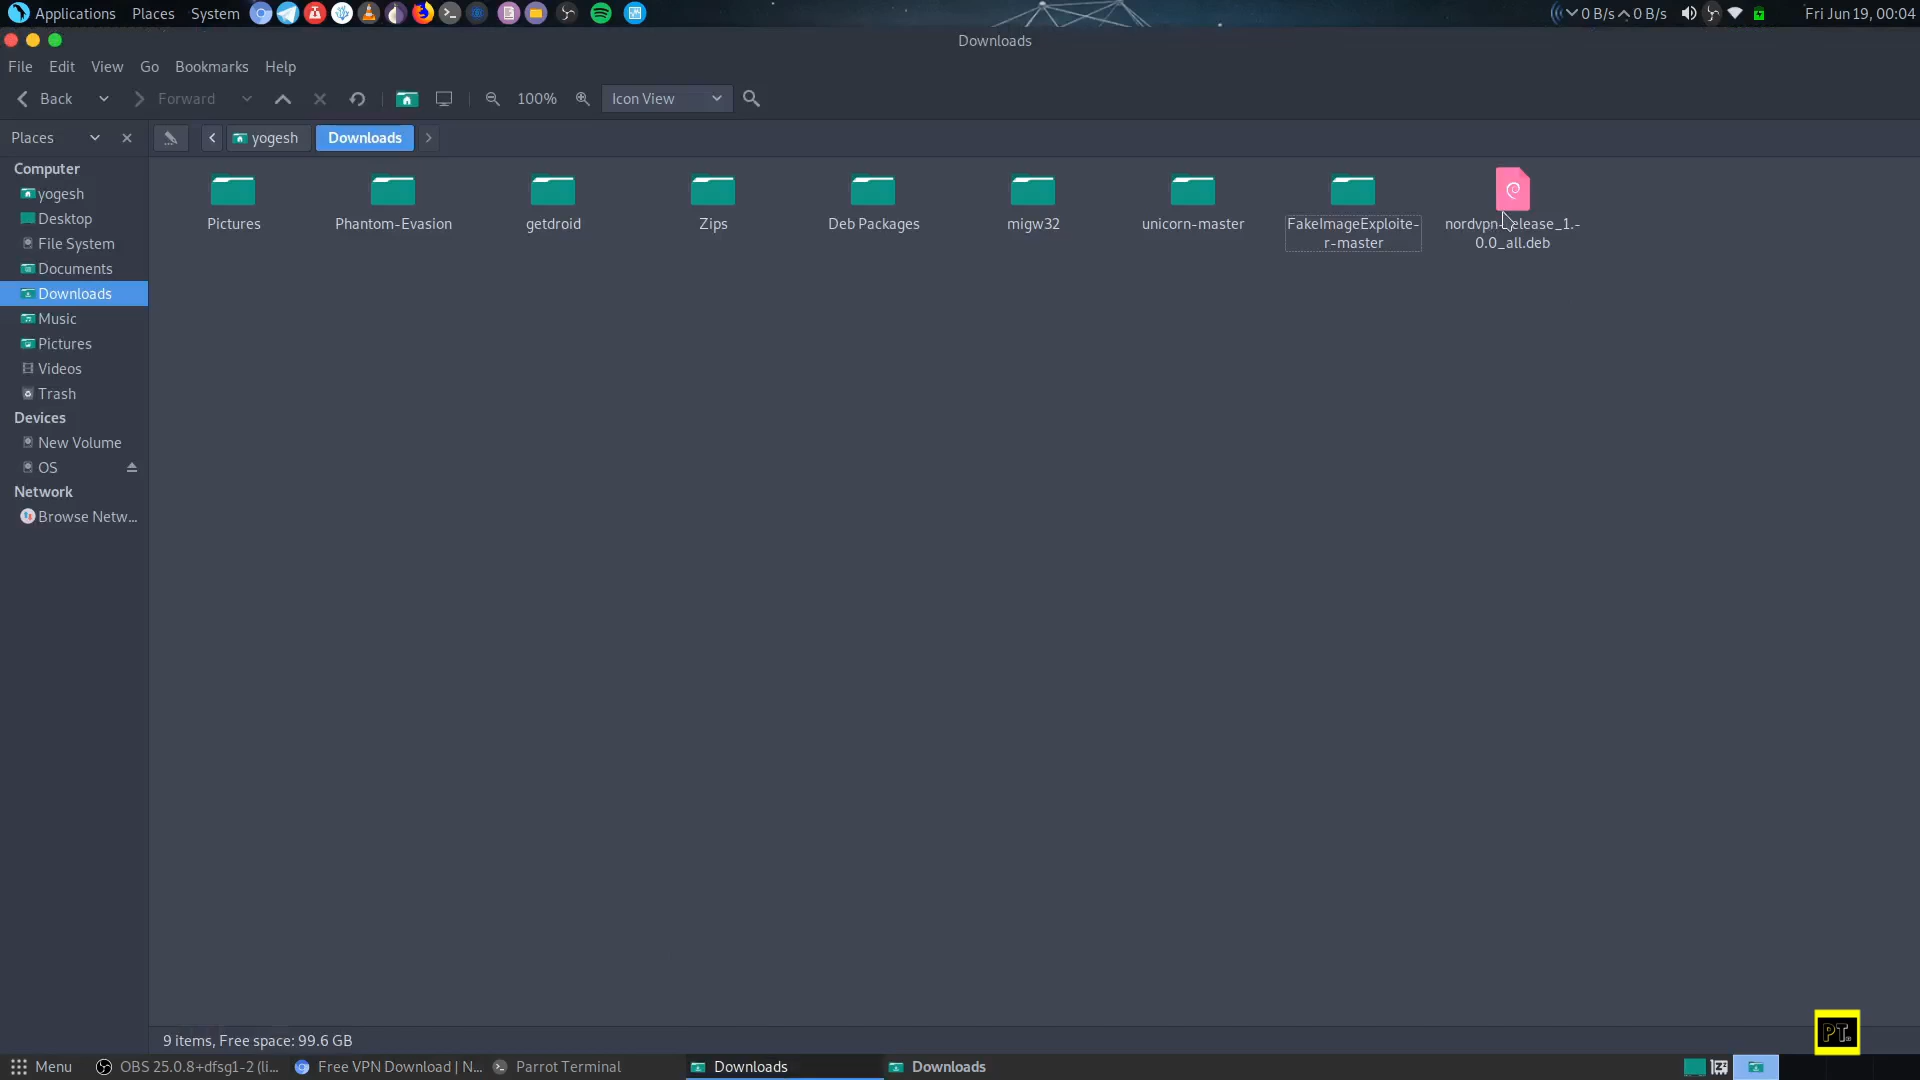 Applications Places System 0 B/s 0 B/s Fri Jun 19, 00:04
Downloads
File Edit View Go Bookmarks Help
Back Forward 100% Icon View
Places yogesh Downloads
Computer
yogesh
Desktop
File System
Documents
Downloads
Music
Pictures
Videos
Trash
Devices
New Volume
OS
Network
Browse Netw...
Pictures Phantom-Evasion getdroid Zips Deb Packages migw32 unicorn-master FakeImageExploite- nordvpn-release_1.-
r-master 0.0_all.deb
9 items, Free space: 99.6 GB
PT
Menu OBS 25.0.8+dfsg1-2 (li... Free VPN Download | N... Parrot Terminal Downloads Downloads